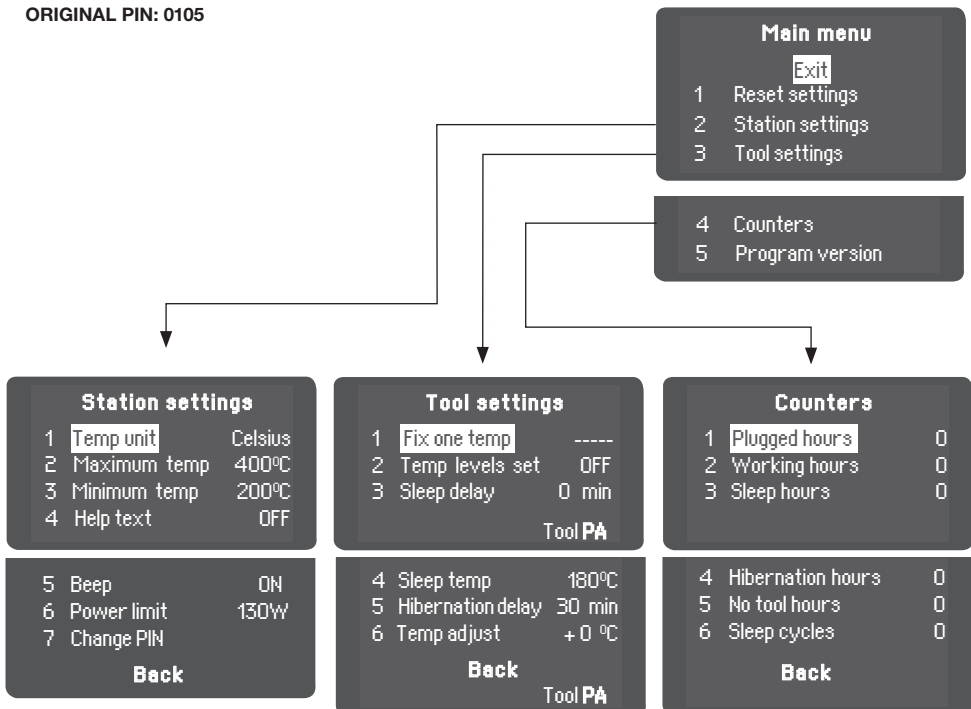 ORIGINAL PIN: 0105
Main menu
Exit
1 Reset settings
2 Station settings
3 Tool settings
4 Counters
5 Program version
Station settings
1 Temp unit Celsius
2 Maximum temp 400ºC
3 Minimum temp 200ºC
4 Help text OFF
5 Beep ON
6 Power limit 130W
7 Change PIN
Back
Tool settings
1 Fix one temp -----
2 Temp levels set OFF
3 Sleep delay 0 min
Tool PA
4 Sleep temp 180ºC
5 Hibernation delay 30 min
6 Temp adjust +0 ºC
Back
Tool PA
Counters
1 Plugged hours 0
2 Working hours 0
3 Sleep hours 0
4 Hibernation hours 0
5 No tool hours 0
6 Sleep cycles 0
Back